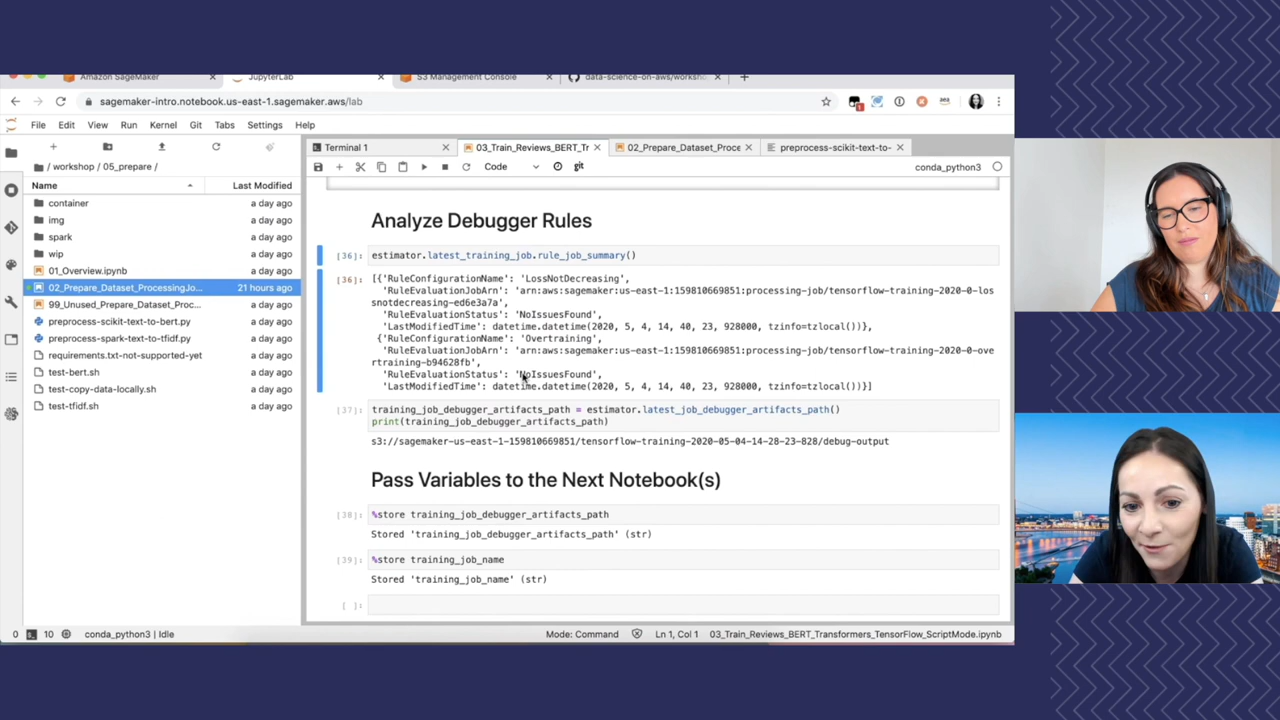 Amazon SageMaker
JupyterLab
S3 Management Console
data-science-on-aws/worksho
sagemaker-intro.notebook.us-east-1.sagemaker.aws/lab
File Edit View Run Kernel Git Tabs Settings Help
Terminal 1
03_Train_Reviews_BERT_Tr
02_Prepare_Dataset_Proce
preprocess-scikit-text-to-
/ workshop / 05_prepare /
Code
git
conda_python3
Name Last Modified
container a day ago
img a day ago
spark a day ago
wip a day ago
01_Overview.ipynb a day ago
02_Prepare_Dataset_ProcessingJo... 21 hours ago
99_Unused_Prepare_Dataset_Proc... a day ago
preprocess-scikit-text-to-bert.py a day ago
preprocess-spark-text-to-tfidf.py a day ago
requirements.txt-not-supported-yet a day ago
test-bert.sh a day ago
test-copy-data-locally.sh a day ago
test-tfidf.sh a day ago
Analyze Debugger Rules
[36]: estimator.latest_training_job.rule_job_summary()
[36]: [{'RuleConfigurationName': 'LossNotDecreasing',
'RuleEvaluationJobArn': 'arn:aws:sagemaker:us-east-1:159810669851:processing-job/tensorflow-training-2020-0-los
snotdecreasing-ed6e3a7a',
'RuleEvaluationStatus': 'NoIssuesFound',
'LastModifiedTime': datetime.datetime(2020, 5, 4, 14, 40, 23, 928000, tzinfo=tzlocal())},
{'RuleConfigurationName': 'Overtraining',
'RuleEvaluationJobArn': 'arn:aws:sagemaker:us-east-1:159810669851:processing-job/tensorflow-training-2020-0-ove
rtraining-b94628fb',
'RuleEvaluationStatus': 'NoIssuesFound',
'LastModifiedTime': datetime.datetime(2020, 5, 4, 14, 40, 23, 928000, tzinfo=tzlocal())}]
[37]: training_job_debugger_artifacts_path = estimator.latest_job_debugger_artifacts_path()
print(training_job_debugger_artifacts_path)
s3://sagemaker-us-east-1-159810669851/tensorflow-training-2020-05-04-14-28-23-828/debug-output
Pass Variables to the Next Notebook(s)
[38]: %store training_job_debugger_artifacts_path
Stored 'training_job_debugger_artifacts_path' (str)
[39]: %store training_job_name
Stored 'training_job_name' (str)
[ ]:
0 10 conda_python3 | Idle
Mode: Command Ln 1, Col 1 03_Train_Reviews_BERT_Transformers_TensorFlow_ScriptMode.ipynb